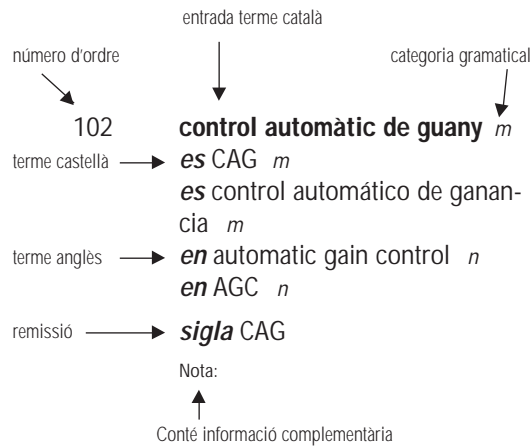 entrada terme català
número d'ordre
categoria gramatical
102 control automàtic de guany m
terme castellà es CAG m
es control automático de ganan-
cia m
terme anglès en automatic gain control n
en AGC n
remissió sigla CAG
Nota:
Conté informació complementària